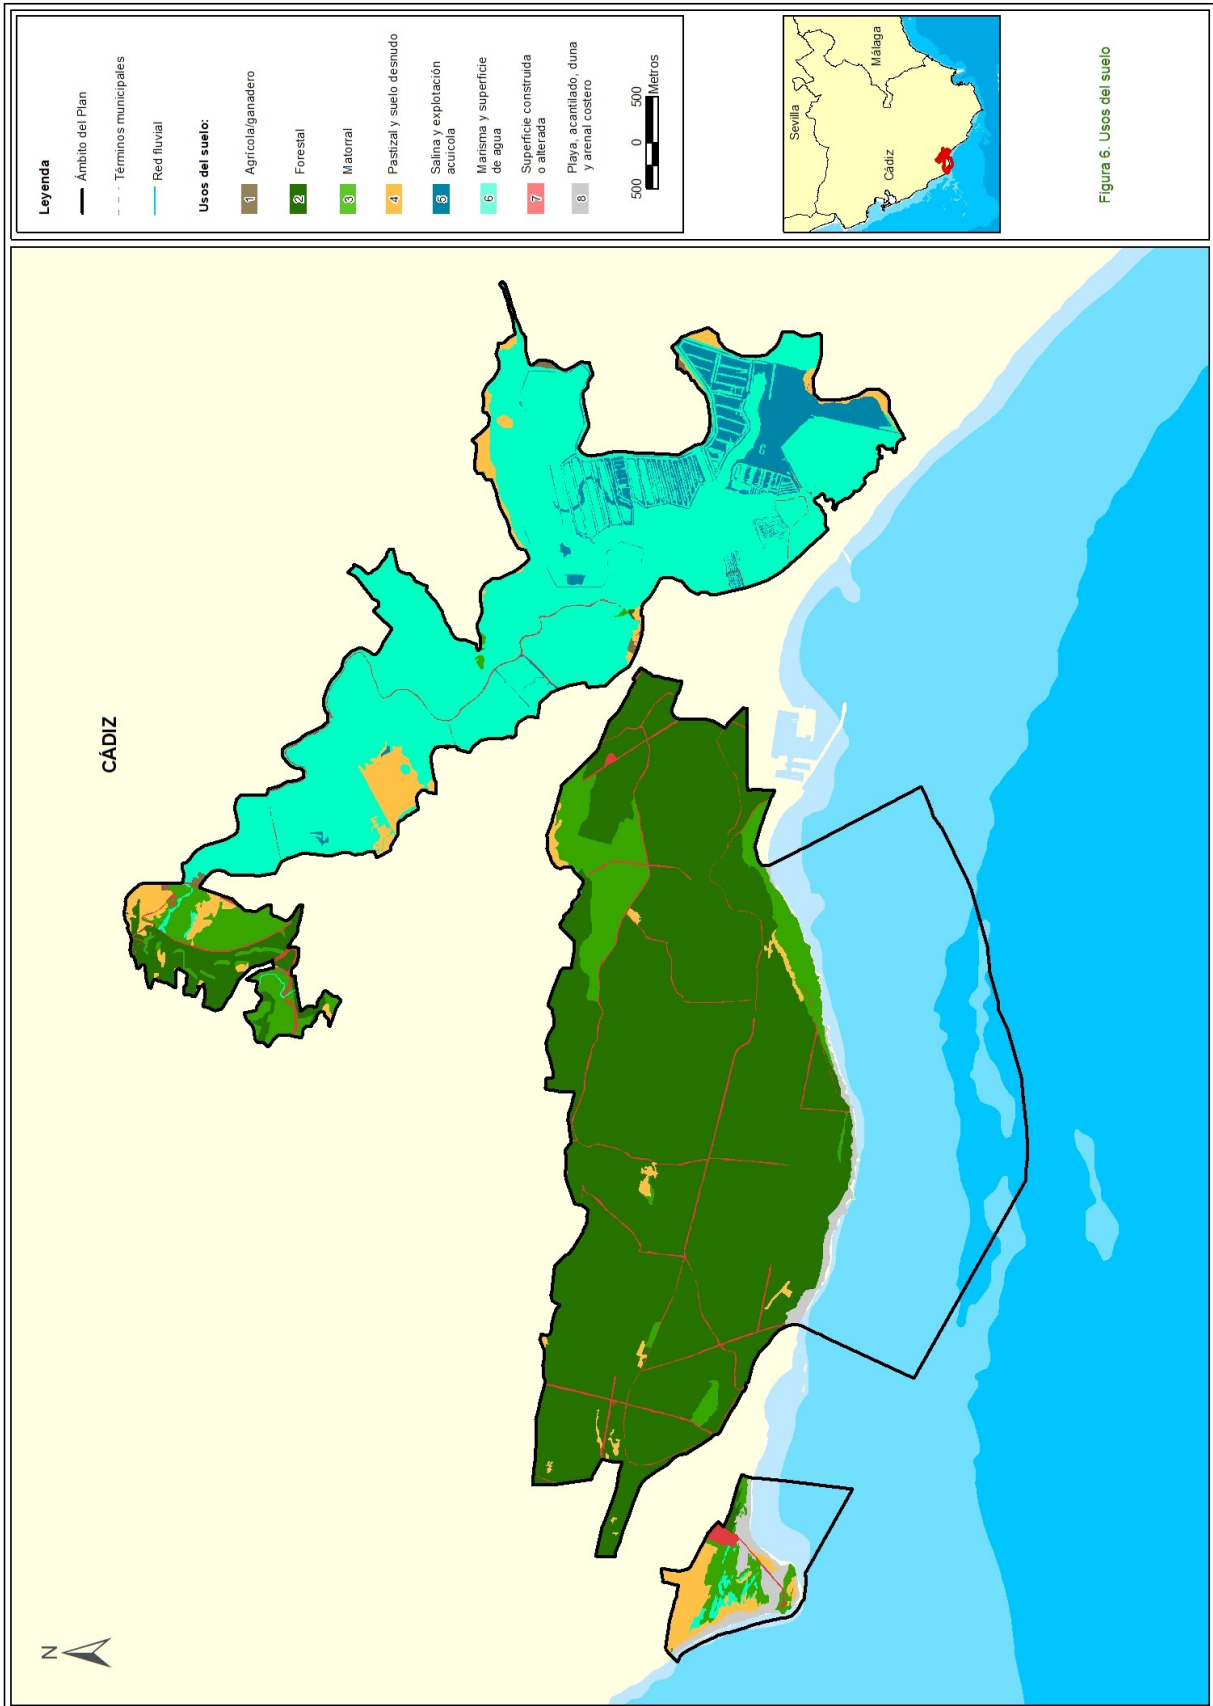 Leyenda
Ámbito del Plan
Términos municipales
Red fluvial
Usos del suelo:
1 Agrícola/ganadero
2 Forestal
3 Matorral
4 Pastizal y suelo desnudo
5 Salina y explotación
acuícola
6 Marisma y superficie
de agua
7 Superficie construida
o alterada
8 Playa, acantilado, duna
y arenal costero
500 0 500
Metros
Sevilla
Málaga
Cádiz
Figura 6. Usos del suelo
CÁDIZ
6
N